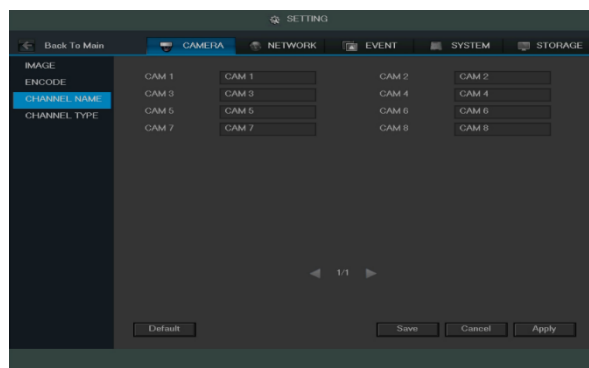 SETTING
Back To Main CAMERA NETWORK EVENT SYSTEM STORAGE
IMAGE
ENCODE
CHANNEL NAME
CHANNEL TYPE
CAM 1 CAM 1 CAM 2 CAM 2
CAM 3 CAM 3 CAM 4 CAM 4
CAM 5 CAM 5 CAM 6 CAM 6
CAM 7 CAM 7 CAM 8 CAM 8
1/1
Default Save Cancel Apply